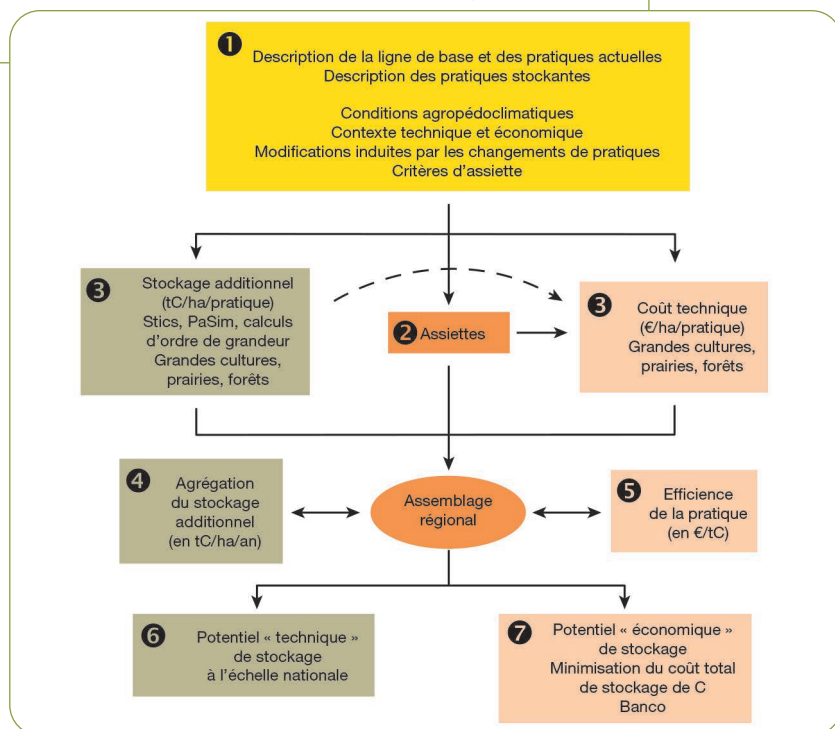 ❶
Description de la ligne de base et des pratiques actuelles
Description des pratiques stockantes
Conditions agropédoclimatiques
Contexte technique et économique
Modifications induites par les changements de pratiques
Critères d'assiette
❸
Stockage additionnel
(tC/ha/pratique)
Stics, PaSim, calculs
d'ordre de grandeur
Grandes cultures,
prairies, forêts
❷ Assiettes
❸
Coût technique
(€/ha/pratique)
Grandes cultures,
prairies, forêts
❹
Agrégation
du stockage
additionnel
(en tC/ha/an)
Assemblage
régional
❺
Efficience
de la pratique
(en €/tC)
❻
Potentiel « technique »
de stockage
à l'échelle nationale
❼
Potentiel « économique »
de stockage
Minimisation du coût total
de stockage de C
Banco